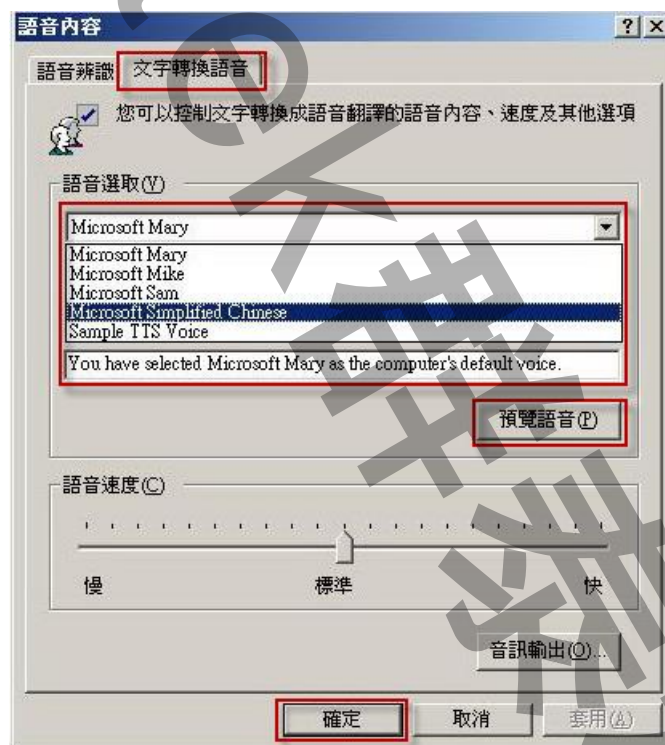 語音內容
語音辨識 文字轉換語音
您可以控制文字轉換成語音翻譯的語音內容、速度及其他選項
語音選取(V)
Microsoft Mary
Microsoft Mary
Microsoft Mike
Microsoft Sam
Microsoft Simplified Chinese
Sample TTS Voice
You have selected Microsoft Mary as the computer's default voice.
預覽語音(P)
語音速度(C)
慢 標準 快
音訊輸出(O)...
確定 取消 套用(A)